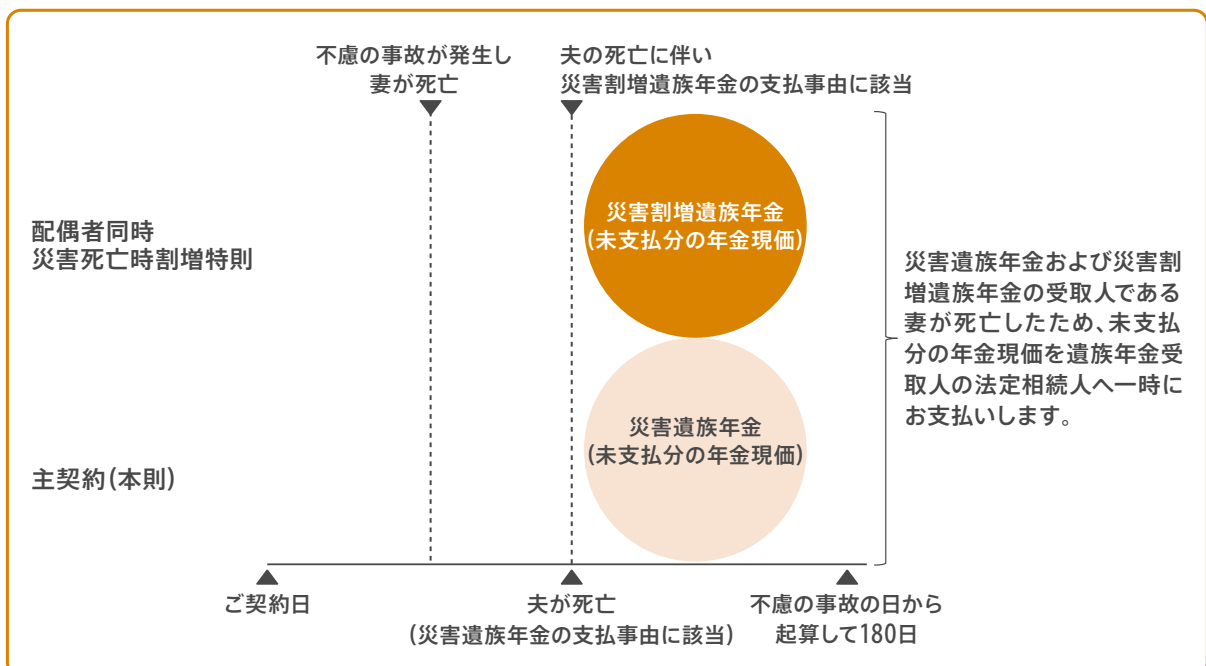 不慮の事故が発生し
妻が死亡
夫の死亡に伴い
災害割増遺族年金の支払事由に該当
配偶者同時
災害死亡時割増特則
災害割増遺族年金
(未支払分の年金現価)
災害遺族年金および災害割
増遺族年金の受取人である
妻が死亡したため、未支払
分の年金現価を遺族年金受
取人の法定相続人へ一時に
お支払いします。
主契約(本則)
災害遺族年金
(未支払分の年金現価)
ご契約日
夫が死亡
(災害遺族年金の支払事由に該当)
不慮の事故の日から
起算して180日